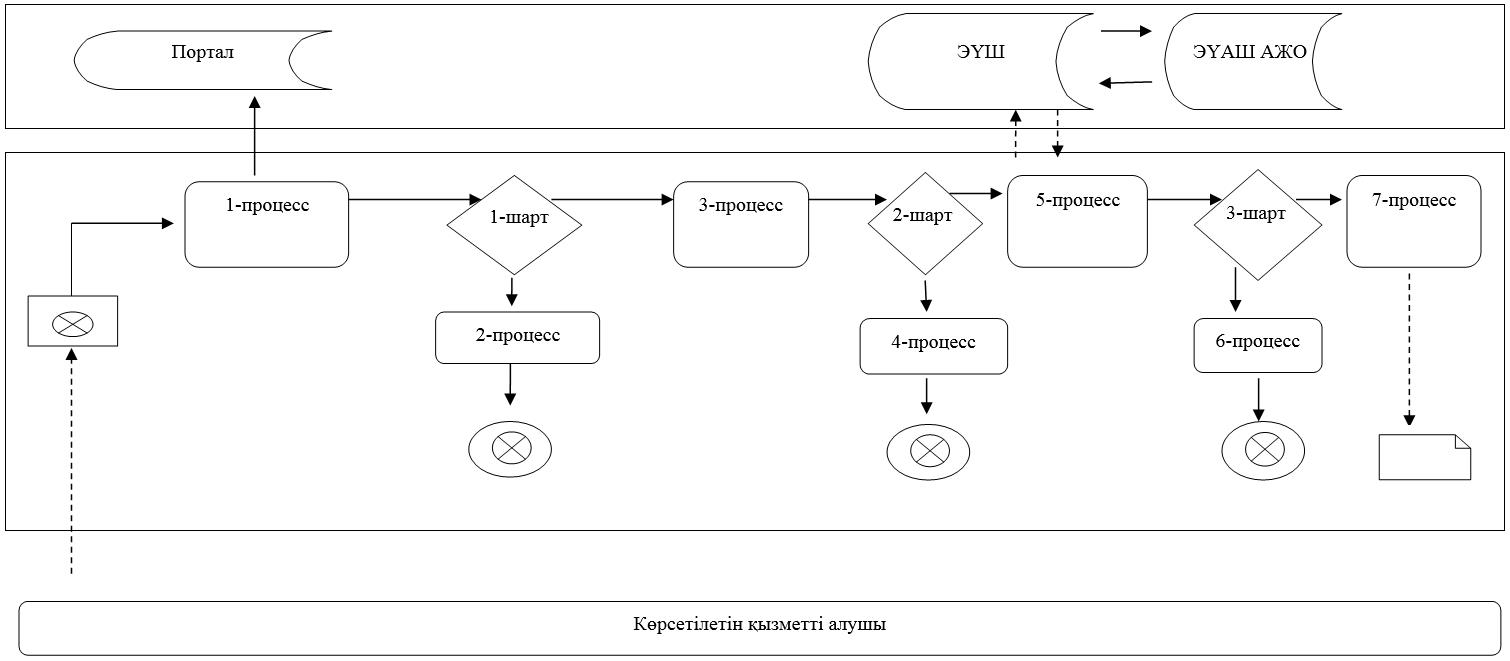 Портал
ЭҮШ
ЭҮАШ АЖО
1-процесс
1-шарт
3-процесс
2-шарт
5-процесс
3-шарт
7-процесс
2-процесс
4-процесс
6-процесс
Көрсетілетін қызметті алушы